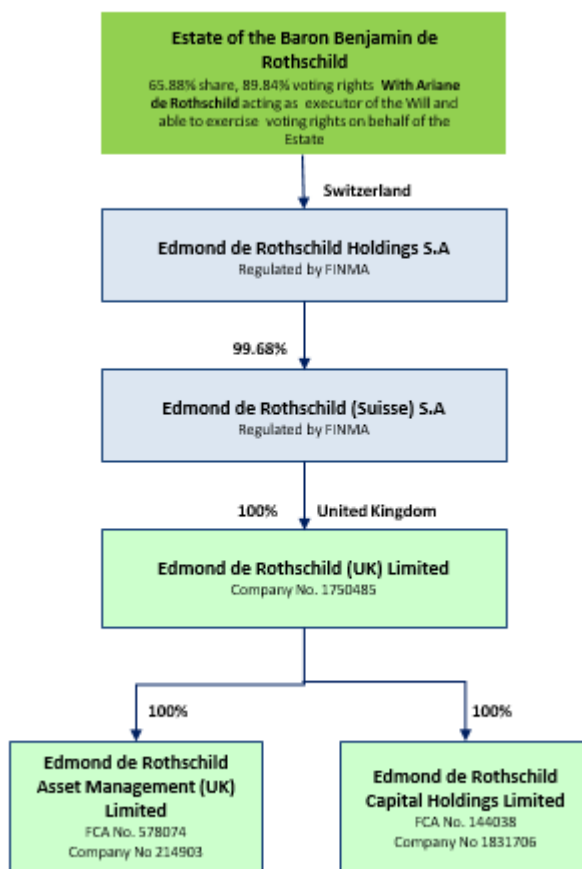 Estate of the Baron Benjamin de
Rothschild
65.88% share, 89.84% voting rights With Ariane
de Rothschild acting as executor of the Will and
able to exercise voting rights on behalf of the
Estate
Switzerland
Edmond de Rothschild Holdings S.A
Regulated by FINMA
99.68%
Edmond de Rothschild (Suisse) S.A
Regulated by FINMA
100%
United Kingdom
Edmond de Rothschild (UK) Limited
Company No. 1750485
100%
100%
Edmond de Rothschild
Asset Management (UK)
Limited
FCA No. 578074
Company No 214903
Edmond de Rothschild
Capital Holdings Limited
FCA No. 144038
Company No 1831706